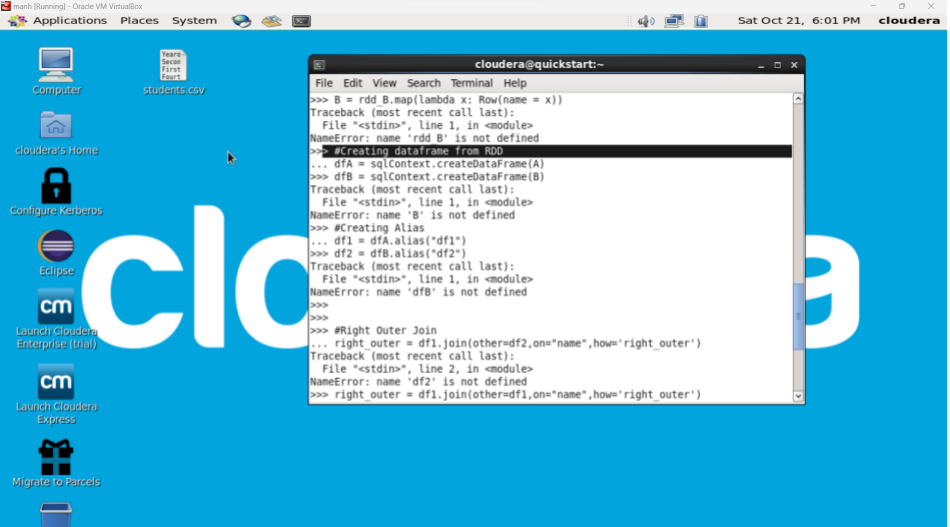 manh [Running] - Oracle VM VirtualBox
Applications Places System
Sat Oct 21, 6:01 PM cloudera
Computer
Yearo
Secon
First
Fourt
students.csv
cloudera's Home
Configure Kerberos
Eclipse
cm
Launch Cloudera
Enterprise (trial)
cm
Launch Cloudera
Express
Migrate to Parcels
clo
a
cloudera@quickstart:~
File Edit View Search Terminal Help
>>> B = rdd_B.map(lambda x: Row(name = x))
Traceback (most recent call last):
File "<stdin>", line 1, in <module>
NameError: name 'rdd_B' is not defined
>>> #Creating dataframe from RDD
... dfA = sqlContext.createDataFrame(A)
>>> dfB = sqlContext.createDataFrame(B)
Traceback (most recent call last):
File "<stdin>", line 1, in <module>
NameError: name 'B' is not defined
>>> #Creating Alias
... df1 = dfA.alias("df1")
>>> df2 = dfB.alias("df2")
Traceback (most recent call last):
File "<stdin>", line 1, in <module>
NameError: name 'dfB' is not defined
>>>
>>>
>>> #Right Outer Join
... right_outer = df1.join(other=df2,on="name",how='right_outer')
Traceback (most recent call last):
File "<stdin>", line 2, in <module>
NameError: name 'df2' is not defined
>>> right_outer = df1.join(other=df1,on="name",how='right_outer')